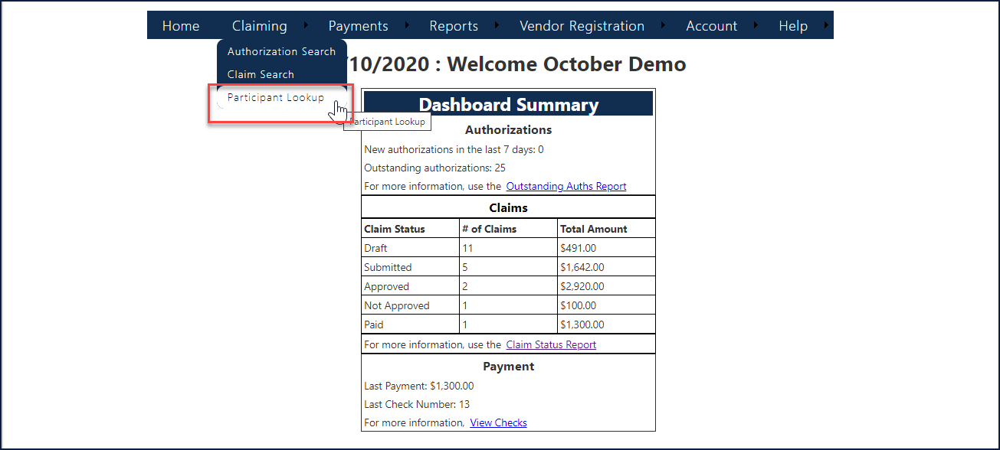 Home Claiming Payments Reports Vendor Registration Account Help
Authorization Search
Claim Search
Participant Lookup
/10/2020 : Welcome October Demo
Participant Lookup
Dashboard Summary
Authorizations
New authorizations in the last 7 days: 0
Outstanding authorizations: 25
For more information, use the Outstanding Auths Report
Claims
Claim Status # of Claims Total Amount
Draft 11 $491.00
Submitted 5 $1,642.00
Approved 2 $2,920.00
Not Approved 1 $100.00
Paid 1 $1,300.00
For more information, use the Claim Status Report
Payment
Last Payment: $1,300.00
Last Check Number: 13
For more information, View Checks